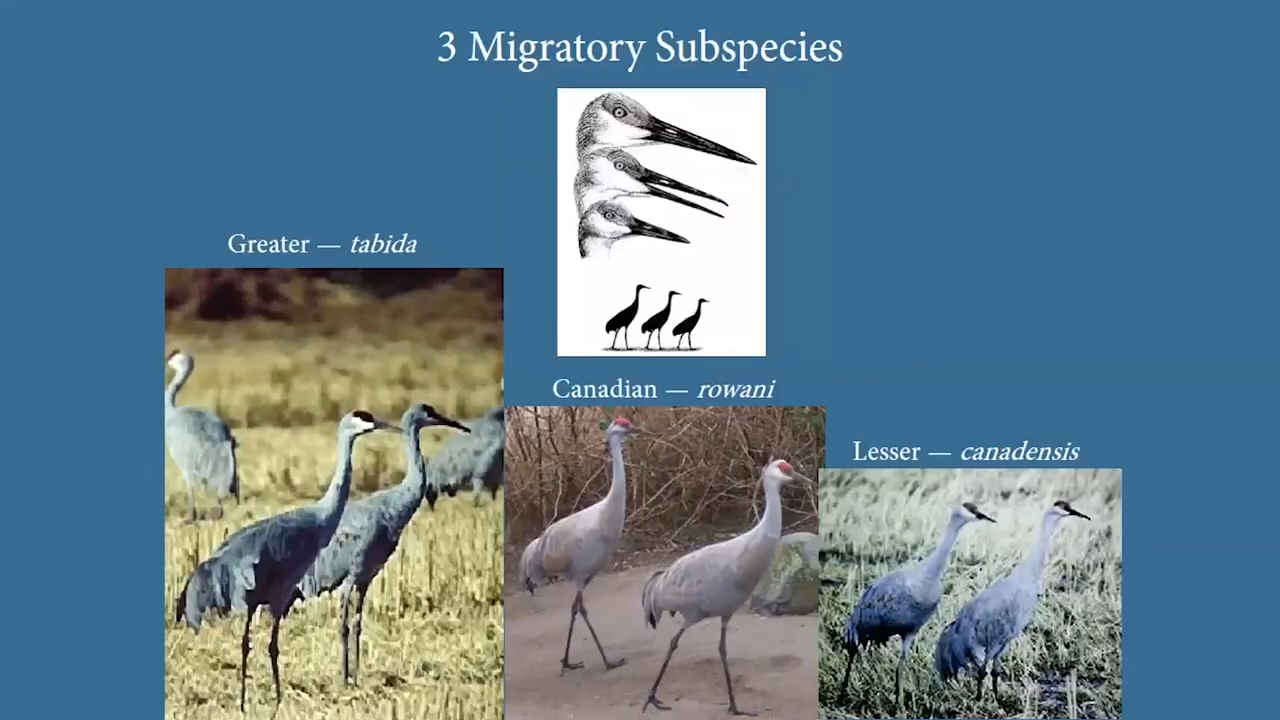 3 Migratory Subspecies
Greater — tabida
Canadian — rowani
Lesser — canadensis